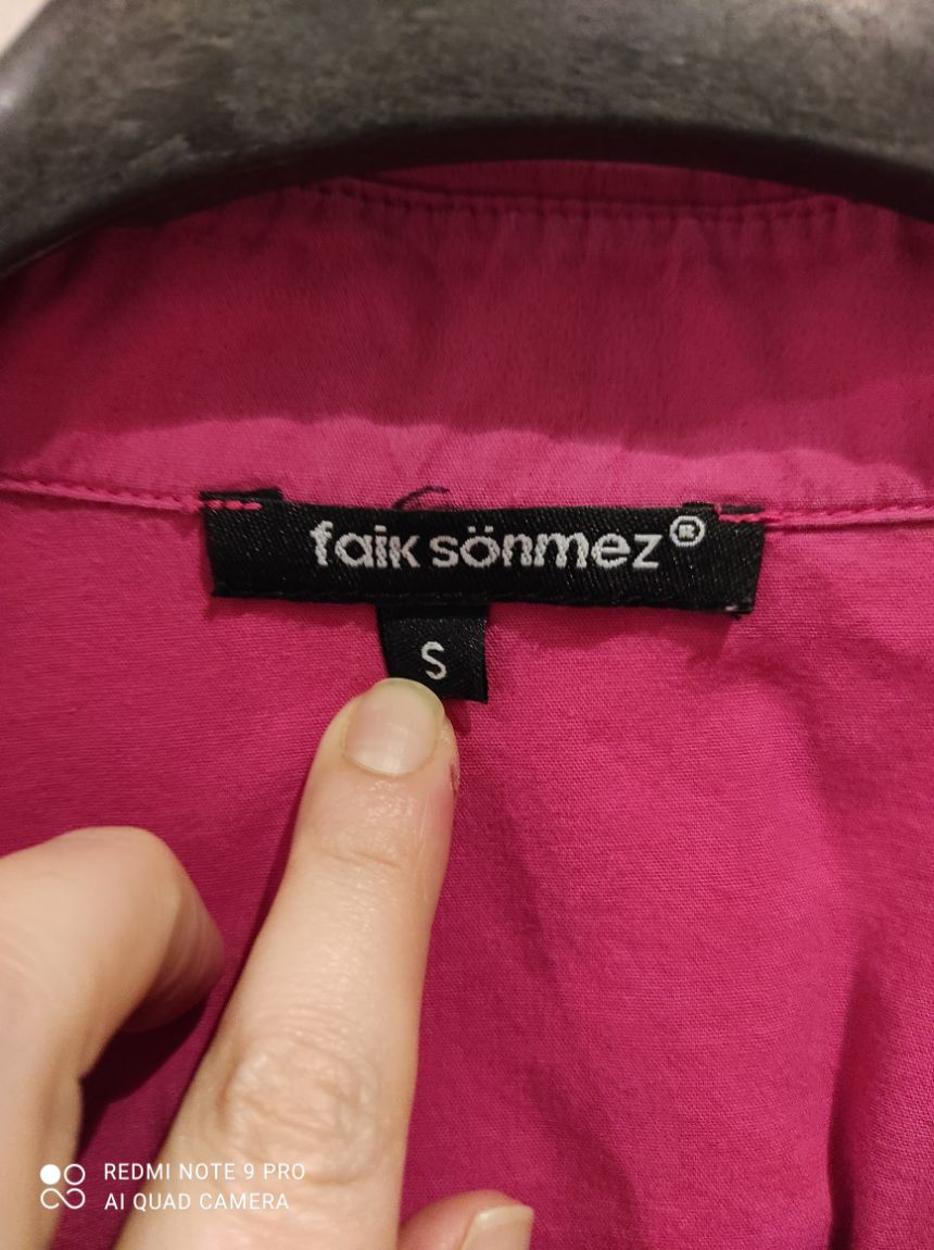 faik sönmez®
S
REDMI NOTE 9 PRO
AI QUAD CAMERA